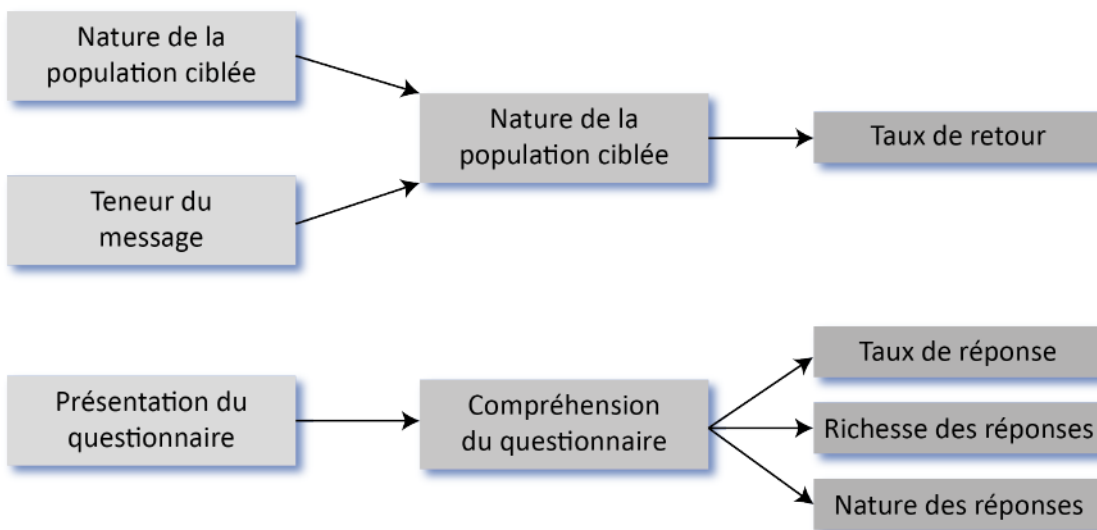 Nature de la
population ciblée
Nature de la
population ciblée
Taux de retour
Teneur du
message
Présentation du
questionnaire
Compréhension
du questionnaire
Taux de réponse
Richesse des réponses
Nature des réponses